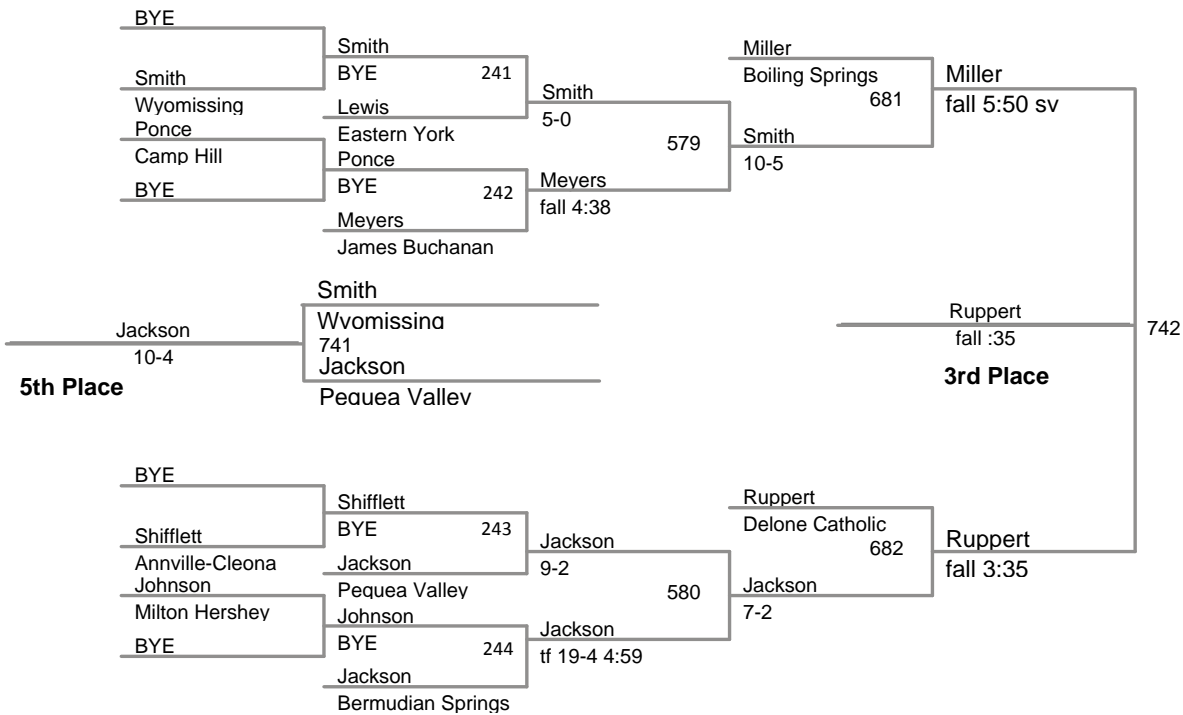 BYE
Smith
Wyomissing
Ponce
Camp Hill
BYE
Smith
BYE
241
Lewis
Eastern York
Ponce
BYE
242
Meyers
James Buchanan
Smith
5-0
579
Meyers
fall 4:38
Miller
Boiling Springs
681
Smith
10-5
Miller
fall 5:50 sv
Smith
Wyomissing
741
Jackson
Pequea Valley
Jackson
10-4
5th Place
Ruppert
fall :35
3rd Place
742
BYE
Shifflett
Annville-Cleona
Johnson
Milton Hershey
BYE
Shifflett
BYE
243
Jackson
Pequea Valley
Johnson
BYE
244
Jackson
Bermudian Springs
Jackson
9-2
580
Jackson
tf 19-4 4:59
Ruppert
Delone Catholic
682
Jackson
7-2
Ruppert
fall 3:35